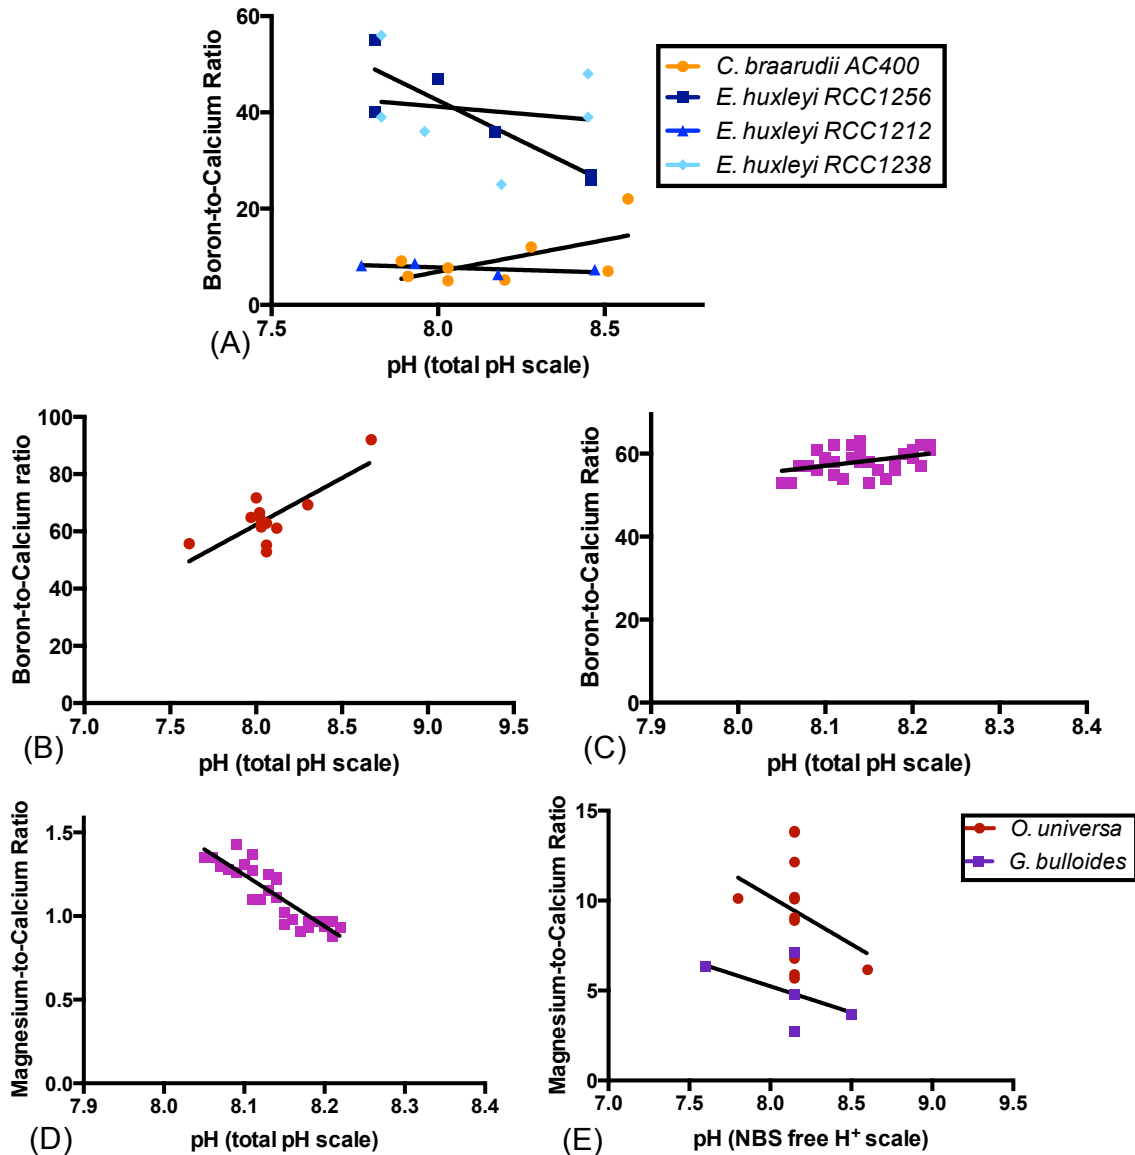 60
40
20
0
Boron-to-Calcium Ratio
7.5 8.0 8.5
pH (total pH scale)
(A)
C. braarudii AC400
E. huxleyi RCC1256
E. huxleyi RCC1212
E. huxleyi RCC1238
100
80
60
40
20
0
Boron-to-Calcium ratio
7.0 7.5 8.0 8.5 9.0 9.5
pH (total pH scale)
(B)
60
40
20
0
Boron-to-Calcium Ratio
7.9 8.0 8.1 8.2 8.3 8.4
pH (total pH scale)
(C)
1.5
1.0
0.5
0.0
Magnesium-to-Calcium Ratio
7.9 8.0 8.1 8.2 8.3 8.4
pH (total pH scale)
(D)
15
10
5
0
Magnesium-to-Calcium Ratio
7.0 7.5 8.0 8.5 9.0 9.5
pH (NBS free H⁺ scale)
(E)
O. universa
G. bulloides